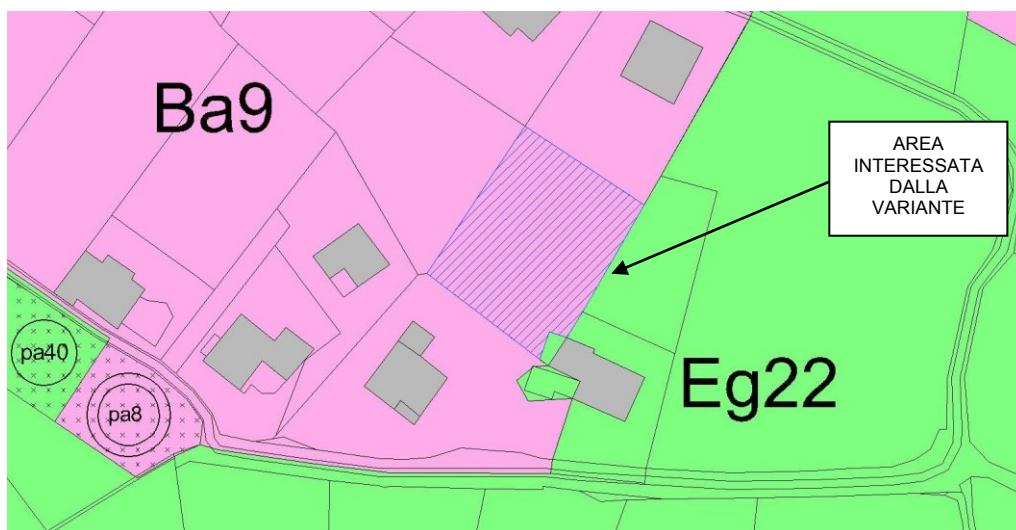 Ba9
AREA
INTERESSATA
DALLA
VARIANTE
pa40
pa8
Eg22